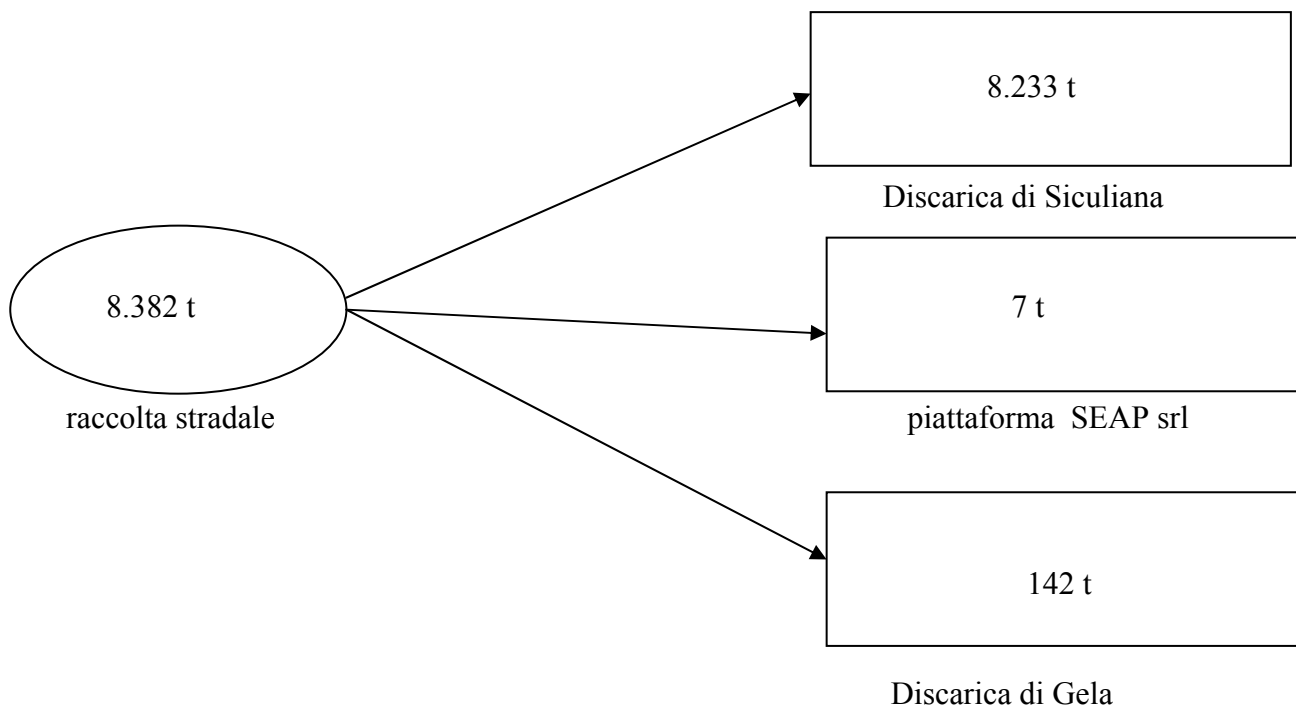 8.233 t
Discarica di Siculiana
8.382 t
raccolta stradale
7 t
piattaforma SEAP srl
142 t
Discarica di Gela